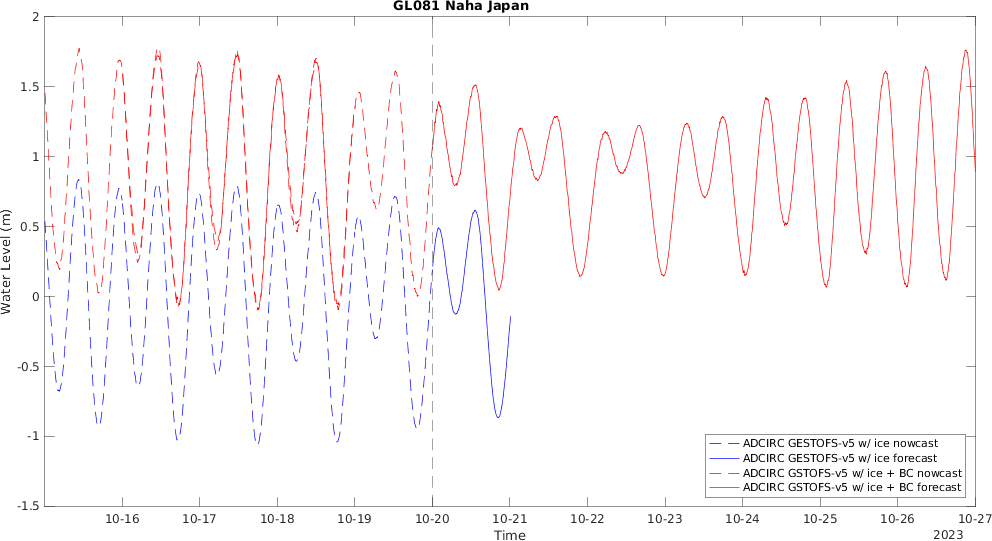 GL081 Naha Japan
2
1.5
1
0.5
0
-0.5
-1
-1.5
Water Level (m)
10-16 10-17 10-18 10-19 10-20 10-21 10-22 10-23 10-24 10-25 10-26 10-27
Time
2023
ADCIRC GESTOFS-v5 w/ ice nowcast
ADCIRC GESTOFS-v5 w/ ice forecast
ADCIRC GSTOFS-v5 w/ ice + BC nowcast
ADCIRC GSTOFS-v5 w/ ice + BC forecast